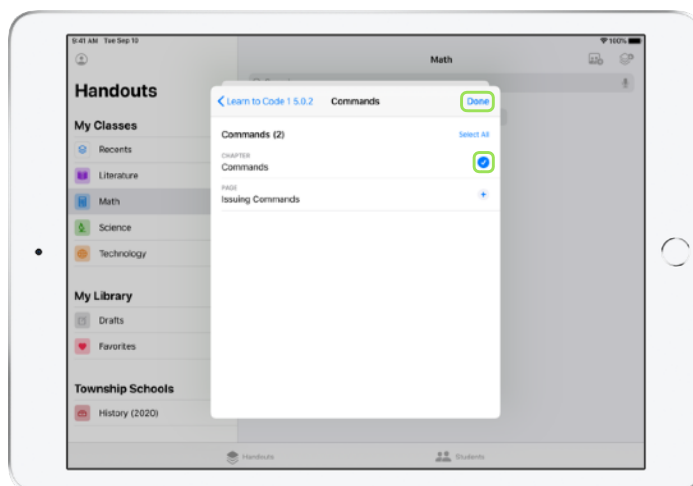 9:41 AM Tue Sep 10
100%
Math
Handouts
My Classes
Recents
Literature
Math
Science
Technology
My Library
Drafts
Favorites
Township Schools
History (2020)
Learn to Code 1 5.0.2
Commands
Done
Commands (2)
Select All
CHAPTER
Commands
PAGE
Issuing Commands
Handouts
Students